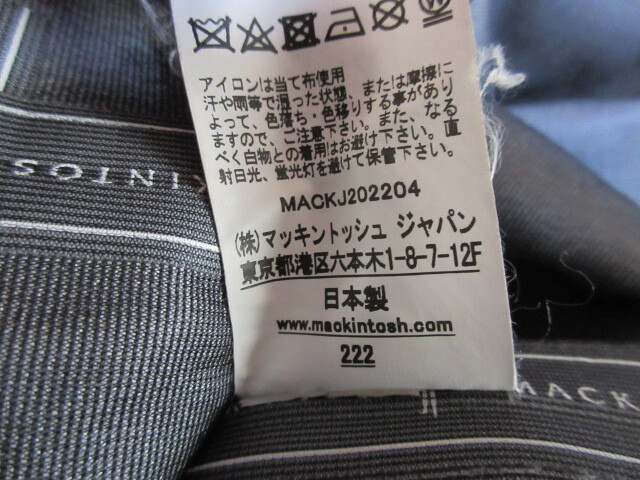 アイロンは当て布使用
汗や雨等で湿った状態、または摩擦に
よって、色落ち・色移りする事があり
ますので、ご注意下さい。また、なる
べく白物との着用はお避け下さい。直
射日光、蛍光灯を避けて保管下さい。
MACKJ202204
(株)マッキントッシュ ジャパン
東京都港区六本木1-8-7-12F
日本製
www.mackintosh.com
222
KINTOS
MACK